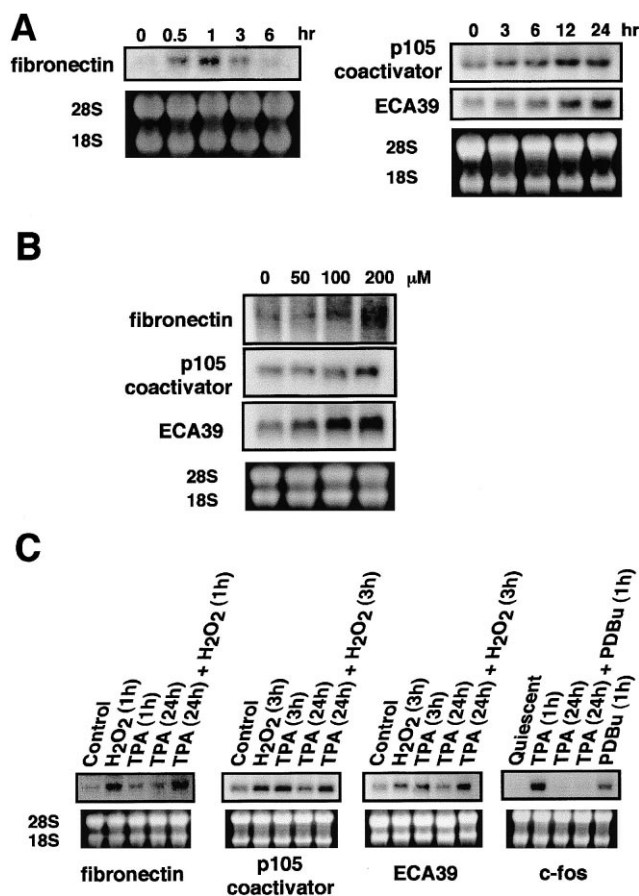 A
0 0.5 1 3 6 hr
fibronectin
28S
18S
0 3 6 12 24 hr
p105
coactivator
ECA39
28S
18S
B
0 50 100 200 µM
fibronectin
p105
coactivator
ECA39
28S
18S
C
Control
H2O2 (1h)
TPA (1h)
TPA (24h)
TPA (24h) + H2O2 (1h)
Control
H2O2 (3h)
TPA (3h)
TPA (24h)
TPA (24h) + H2O2 (3h)
Control
H2O2 (3h)
TPA (3h)
TPA (24h)
TPA (24h) + H2O2 (3h)
Quiescent
TPA (1h)
TPA (24h)
TPA (24h) + PDBu (1h)
PDBu (1h)
28S
18S
fibronectin
p105
coactivator
ECA39
c-fos